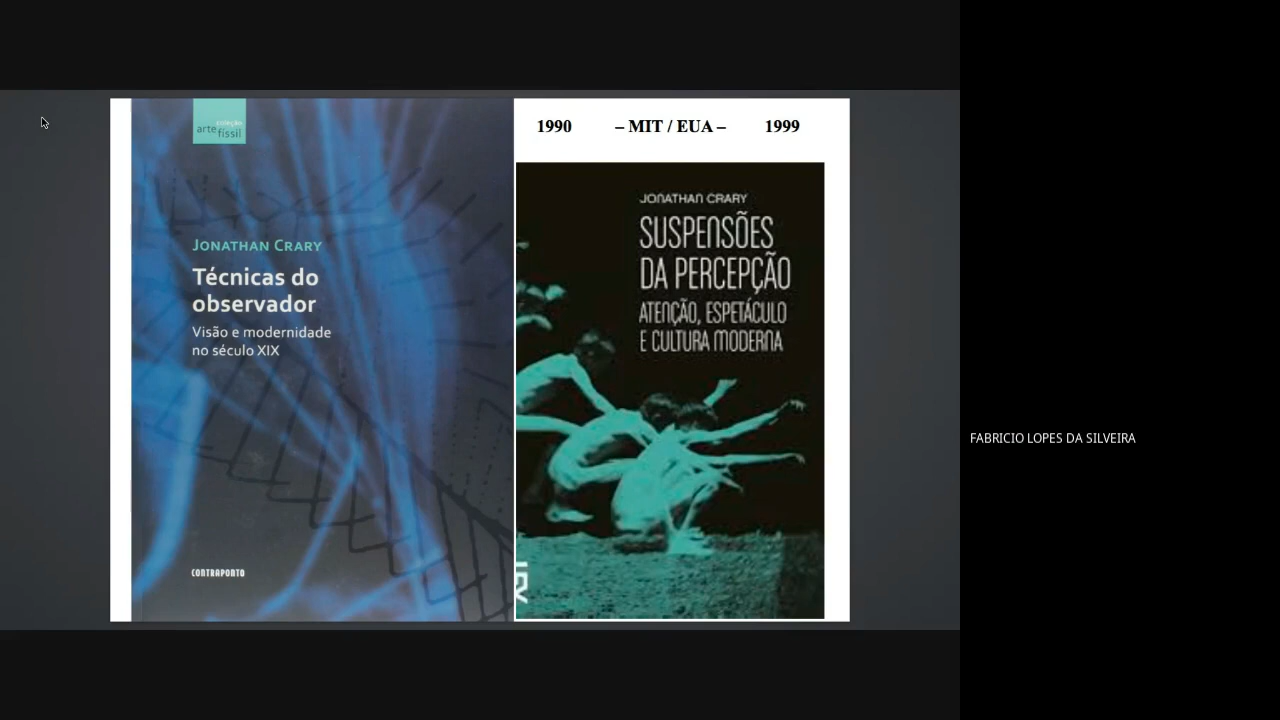 coleção
arte fissil
JONATHAN CRARY
Técnicas do
observador
Visão e modernidade
no século XIX
CONTRAPONTO
1990 – MIT / EUA – 1999
JONATHAN CRARY
SUSPENSÕES
DA PERCEPÇÃO
ATENÇÃO, ESPETÁCULO
E CULTURA MODERNA
FABRICIO LOPES DA SILVEIRA